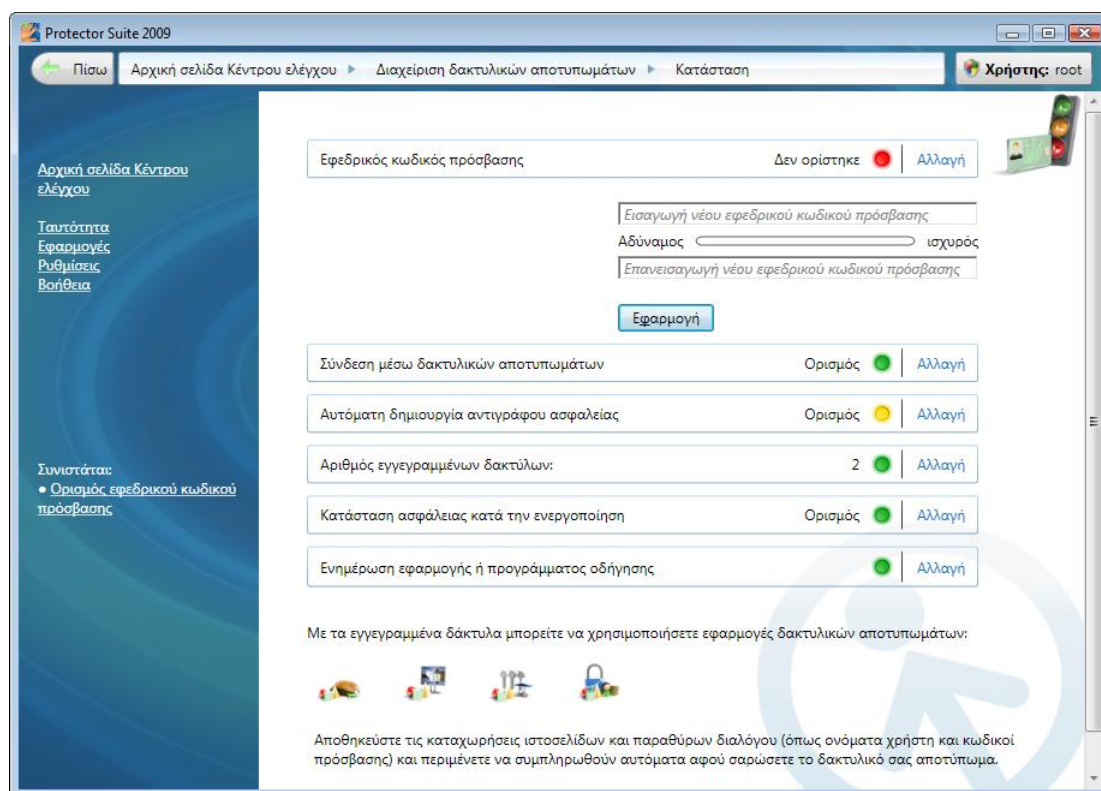 Protector Suite 2009
Πίσω
Αρχική σελίδα Κέντρου ελέγχου
Διαχείριση δακτυλικών αποτυπωμάτων
Κατάσταση
Χρήστης: root
Αρχική σελίδα Κέντρου
ελέγχου
Ταυτότητα
Εφαρμογές
Ρυθμίσεις
Βοήθεια
Συνιστάται:
• Ορισμός εφεδρικού κωδικού
πρόσβασης
Εφεδρικός κωδικός πρόσβασης Δεν ορίστηκε Αλλαγή
Εισαγωγή νέου εφεδρικού κωδικού πρόσβασης
Αδύναμος ισχυρός
Επανεισαγωγή νέου εφεδρικού κωδικού πρόσβασης
Εφαρμογή
Σύνδεση μέσω δακτυλικών αποτυπωμάτων Ορισμός Αλλαγή
Αυτόματη δημιουργία αντιγράφου ασφαλείας Ορισμός Αλλαγή
Αριθμός εγγεγραμμένων δακτύλων: 2 Αλλαγή
Κατάσταση ασφάλειας κατά την ενεργοποίηση Ορισμός Αλλαγή
Ενημέρωση εφαρμογής ή προγράμματος οδήγησης Αλλαγή
Με τα εγγεγραμμένα δάκτυλα μπορείτε να χρησιμοποιήσετε εφαρμογές δακτυλικών αποτυπωμάτων:
Αποθηκεύστε τις καταχωρήσεις ιστοσελίδων και παραθύρων διαλόγου (όπως ονόματα χρήστη και κωδικοί
πρόσβασης) και περιμένετε να συμπληρωθούν αυτόματα αφού σαρώσετε το δακτυλικό σας αποτύπωμα.